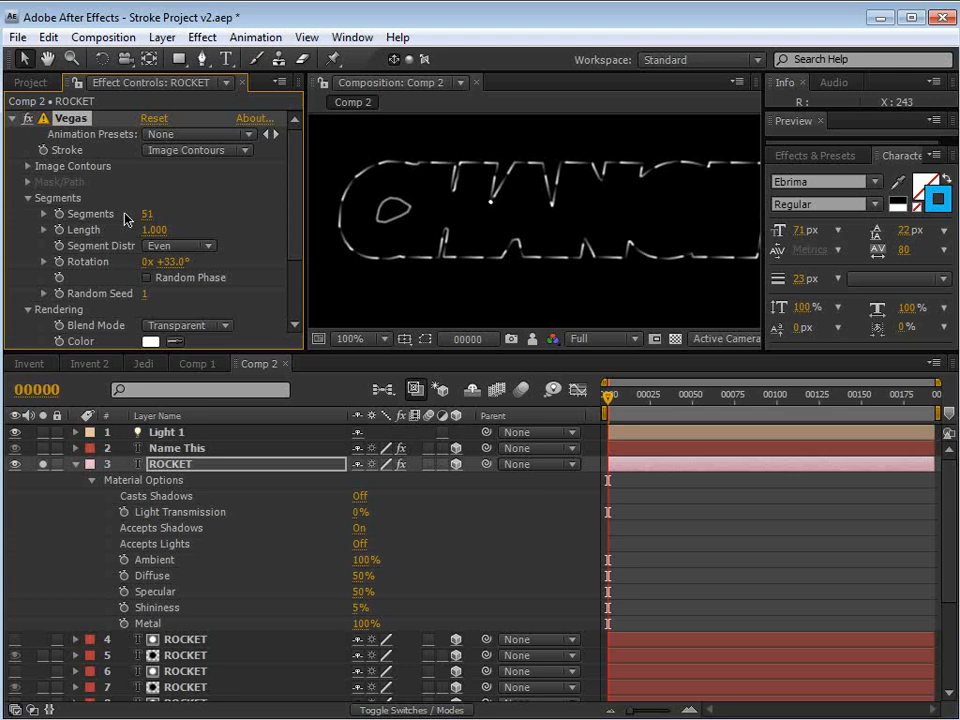 Adobe After Effects - Stroke Project v2.aep *
File Edit Composition Layer Effect Animation View Window Help
Workspace: Standard Search Help
Project Effect Controls: ROCKET Composition: Comp 2 Info Audio
Comp 2 • ROCKET Comp 2 R : X : 243
fx Vegas Reset About... Preview
Animation Presets: None
Stroke Image Contours Effects & Presets Characte
Image Contours
Mask/Path Ebrima
Segments Regular
Segments 51
Length 1.000 71 px 22 px
Segment Distr Even Metrics 80
Rotation 0x +33.0°
Random Phase 23 px
Random Seed 1
Rendering 100 % 100 %
Blend Mode Transparent 0 px 0 %
Color 100% 00000 Full Active Camera
Invent Invent 2 Jedi Comp 1 Comp 2
00000 00025 00050 00075 00100 00125 00150 00175 00
# Layer Name fx Parent
1 Light 1 None
2 T Name This fx None
3 T ROCKET fx None
Material Options
Casts Shadows Off
Light Transmission 0%
Accepts Shadows On
Accepts Lights Off
Ambient 100%
Diffuse 50%
Specular 50%
Shininess 5%
Metal 100%
4 T ROCKET None
5 T ROCKET None
6 T ROCKET None
7 T ROCKET None
Toggle Switches / Modes